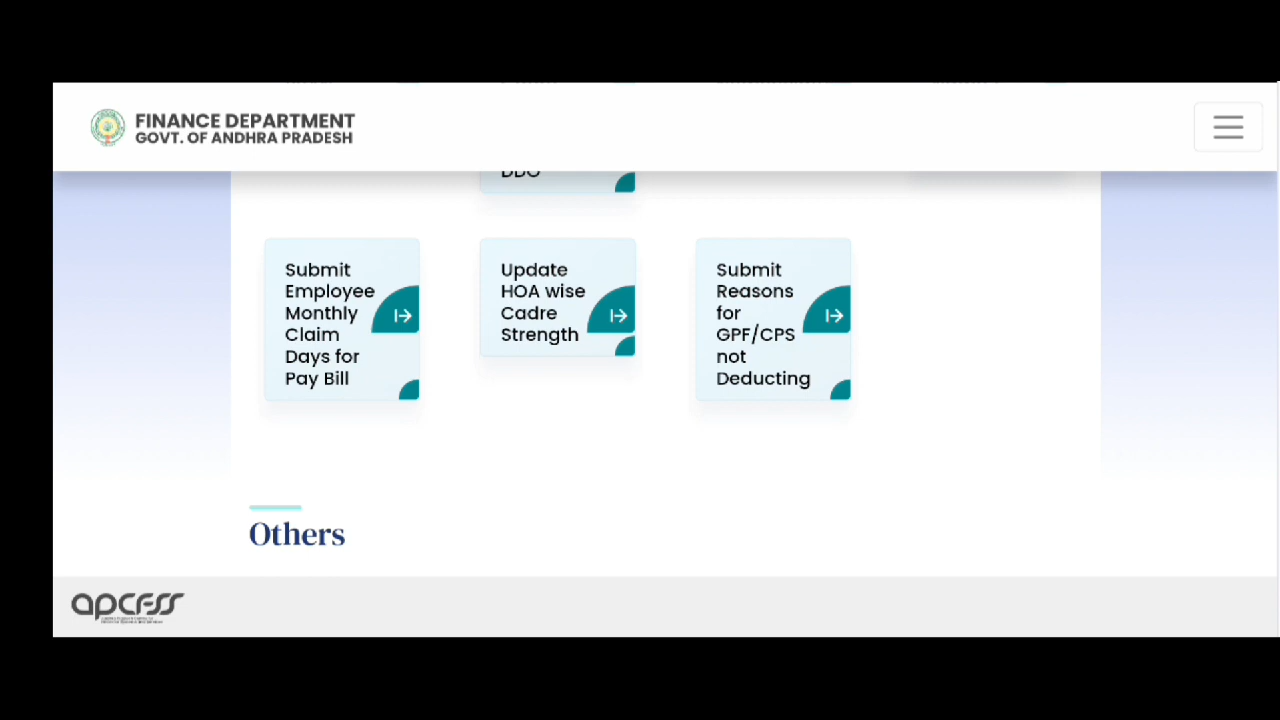 FINANCE DEPARTMENT
GOVT. OF ANDHRA PRADESH
DDO
Submit
Employee
Monthly
Claim
Days for
Pay Bill
Update
HOA wise
Cadre
Strength
Submit
Reasons
for
GPF/CPS
not
Deducting
Others
apcfss